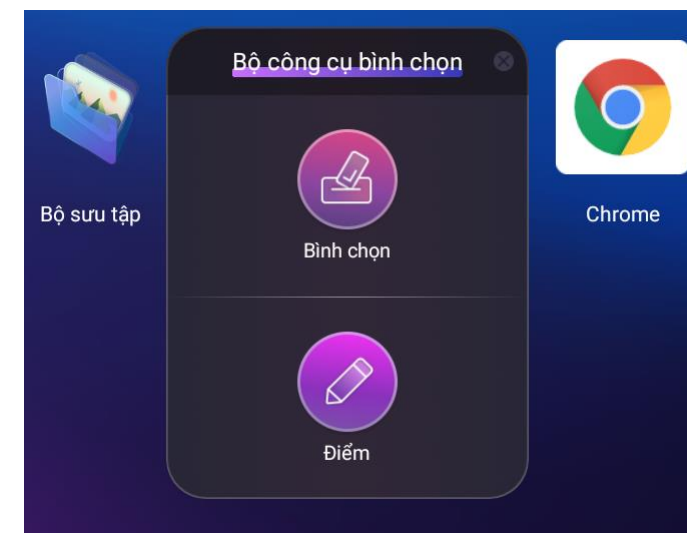 Bộ công cụ bình chọn
Bình chọn
Điểm
Bộ sưu tập
Chrome